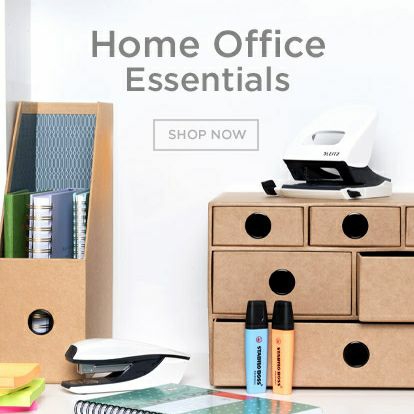 Home Office
Essentials
SHOP NOW
LEITZ
STABILO BOSS
STABILO BOSS